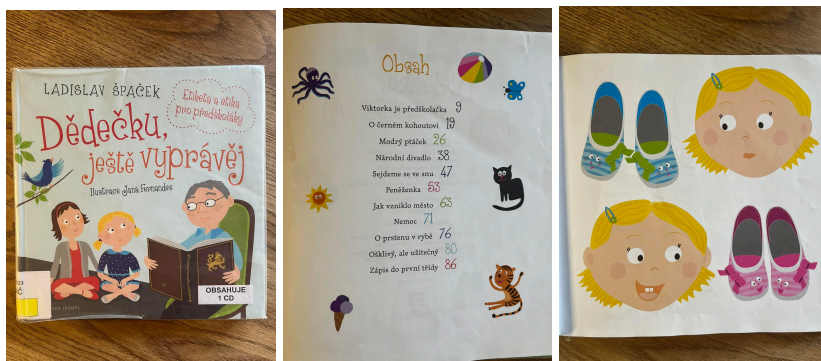 LADISLAV ŠPAČEK
Etiketa a etika
pro předškoláky
Dědečku,
ještě vyprávěj
Ilustrace Jana Fernandes
OBSAHUJE
1 CD
Obsah
Viktorka je předškolačka 9
O černém kohoutovi 19
Modrý ptáček 26
Národní divadlo 38
Sejdeme se ve snu 47
Peněženka 53
Jak vzniklo město 63
Nemoc 71
O prstenu v rybě 76
Ošklivý, ale užitečný 80
Zápis do první třídy 86